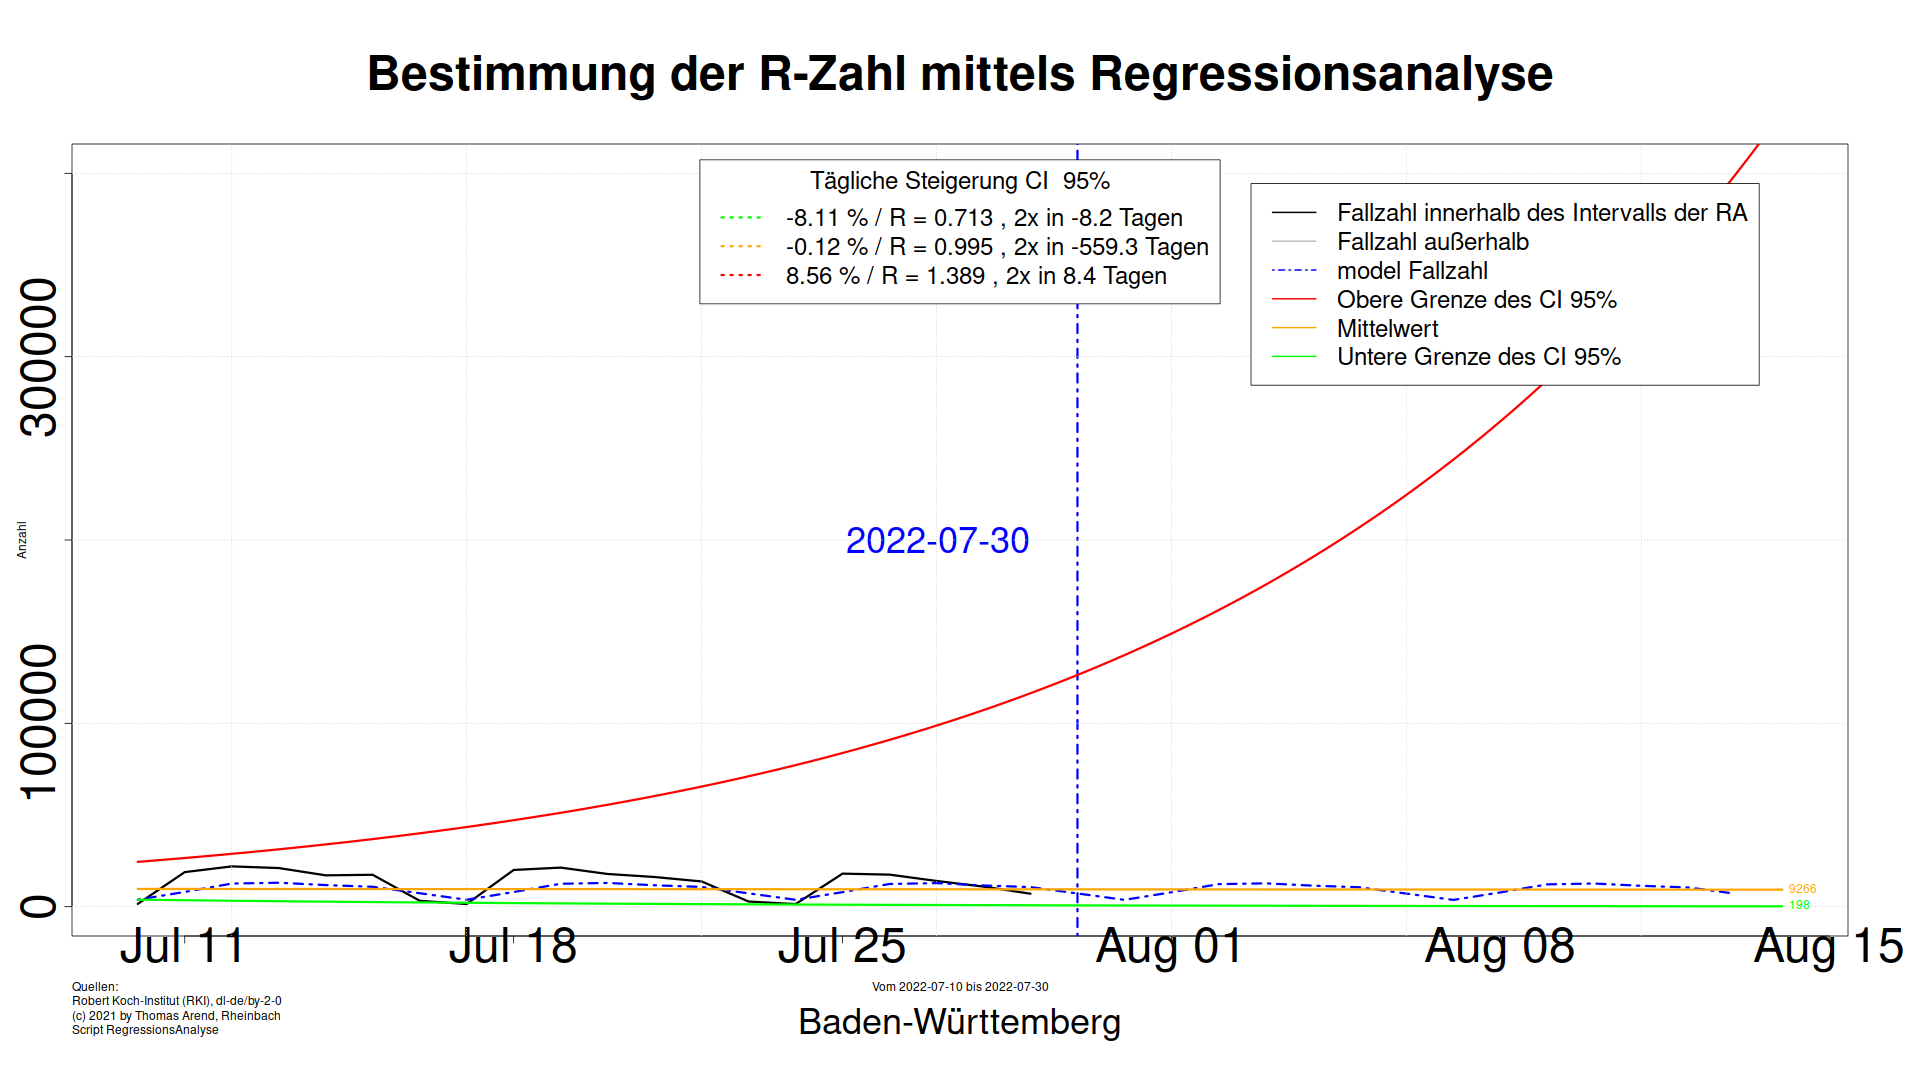 Bestimmung der R-Zahl mittels Regressionsanalyse
Tägliche Steigerung CI  95%
-8.11 % / R = 0.713 , 2x in -8.2 Tagen
-0.12 % / R = 0.995 , 2x in -559.3 Tagen
8.56 % / R = 1.389 , 2x in 8.4 Tagen
Fallzahl innerhalb des Intervalls der RA
Fallzahl außerhalb
model Fallzahl
Obere Grenze des CI 95%
Mittelwert
Untere Grenze des CI 95%
300000
100000
0
Anzahl
2022-07-30
9266
198
Jul 11
Jul 18
Jul 25
Aug 01
Aug 08
Aug 15
Quellen:
Robert Koch-Institut (RKI), dl-de/by-2-0
(c) 2021 by Thomas Arend, Rheinbach
Script RegressionsAnalyse
Vom 2022-07-10 bis 2022-07-30
Baden-Württemberg